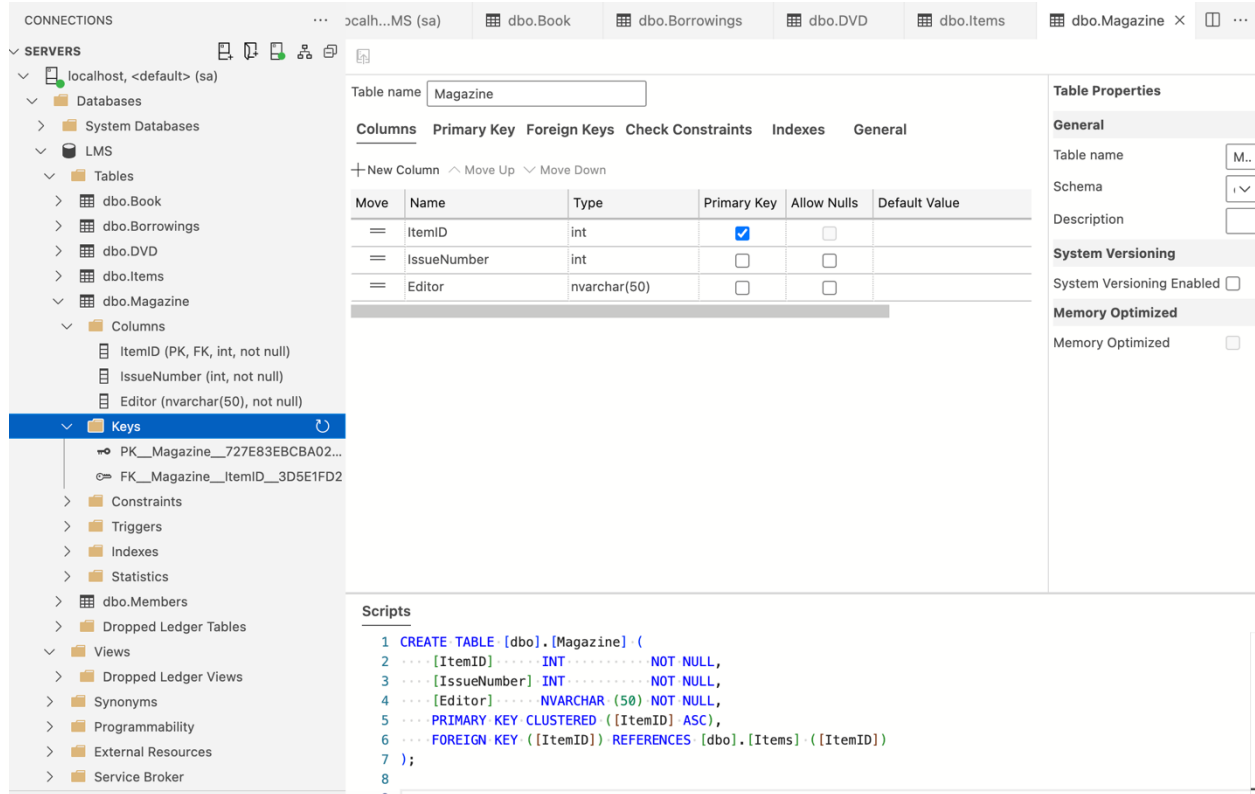 CONNECTIONS
SERVERS
localhost, <default> (sa)
Databases
System Databases
LMS
Tables
dbo.Book
dbo.Borrowings
dbo.DVD
dbo.Items
dbo.Magazine
Columns
ItemID (PK, FK, int, not null)
IssueNumber (int, not null)
Editor (nvarchar(50), not null)
Keys
PK__Magazine__727E83EBCBA02...
FK__Magazine__ItemID__3D5E1FD2
Constraints
Triggers
Indexes
Statistics
dbo.Members
Dropped Ledger Tables
Views
Dropped Ledger Views
Synonyms
Programmability
External Resources
Service Broker
ocalh...MS (sa) dbo.Book dbo.Borrowings dbo.DVD dbo.Items dbo.Magazine
Table name Magazine
Columns Primary Key Foreign Keys Check Constraints Indexes General
New Column Move Up Move Down
Move Name Type Primary Key Allow Nulls Default Value
ItemID int
IssueNumber int
Editor nvarchar(50)
Table Properties
General
Table name M..
Schema
Description
System Versioning
System Versioning Enabled
Memory Optimized
Memory Optimized
Scripts
1 CREATE TABLE [dbo].[Magazine] (
2 [ItemID] INT NOT NULL,
3 [IssueNumber] INT NOT NULL,
4 [Editor] NVARCHAR (50) NOT NULL,
5 PRIMARY KEY CLUSTERED ([ItemID] ASC),
6 FOREIGN KEY ([ItemID]) REFERENCES [dbo].[Items] ([ItemID])
7 );
8